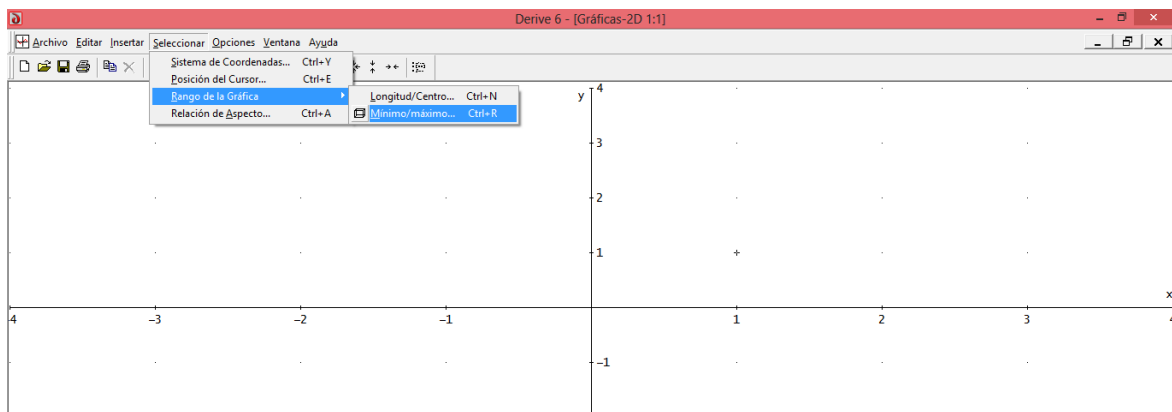 Derive 6 - [Gráficas-2D 1:1]
Archivo Editar Insertar Seleccionar Opciones Ventana Ayuda
Sistema de Coordenadas... Ctrl+Y
Posición del Cursor... Ctrl+E
Rango de la Gráfica
Relación de Aspecto... Ctrl+A
Longitud/Centro... Ctrl+N
Mínimo/máximo... Ctrl+R
y 4
3
2
1
x
4 −3 −2 −1 1 2 3 4
−1